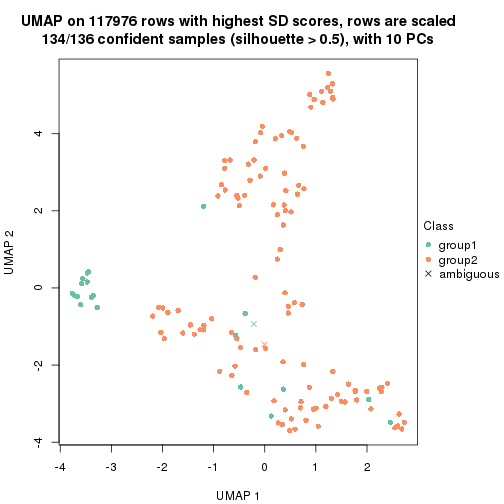 UMAP on 117976 rows with highest SD scores, rows are scaled
134/136 confident samples (silhouette > 0.5), with 10 PCs
4
2
0
-2
-4
UMAP 2
-4
-3
-2
-1
0
1
2
UMAP 1
Class
group1
group2
ambiguous